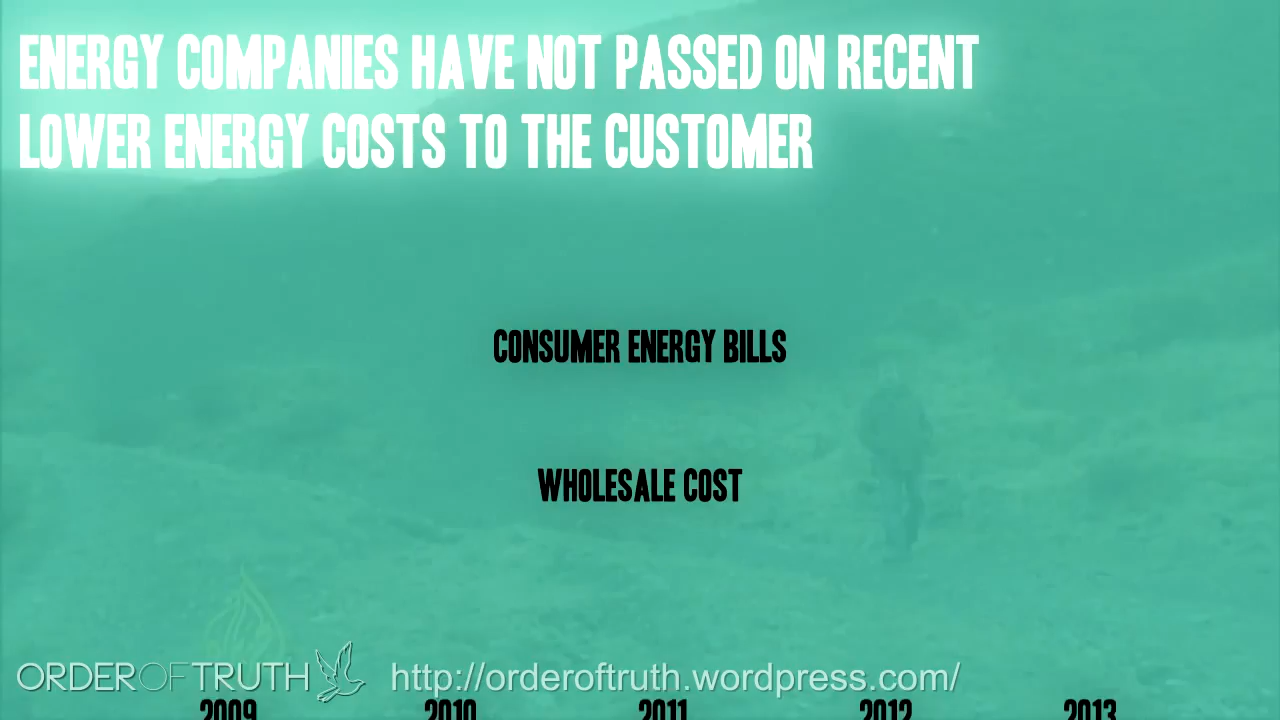 ENERGY COMPANIES HAVE NOT PASSED ON RECENT
LOWER ENERGY COSTS TO THE CUSTOMER
CONSUMER ENERGY BILLS
WHOLESALE COST
ORDEROFTRUTH http://orderoftruth.wordpress.com/
2009 2010 2011 2012 2013